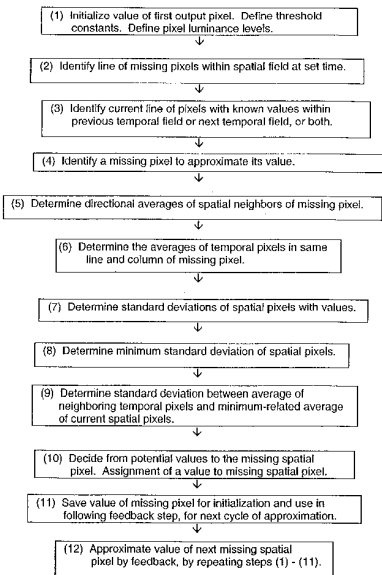 (1) Initialize value of first output pixel. Define threshold
constants. Define pixel luminance levels.
(2) Identify line of missing pixels within spatial field at set time.
(3) Identify current line of pixels with known values within
previous temporal field or next temporal field, or both.
(4) Identify a missing pixel to approximate its value.
(5) Determine directional averages of spatial neighbors of missing pixel.
(6) Determine the averages of temporal pixels in same
line and column of missing pixel.
(7) Determine standard deviations of spatial pixels with values.
(8) Determine minimum standard deviation of spatial pixels.
(9) Determine standard deviation between average of
neighboring temporal pixels and minimum-related average
of current spatial pixels.
(10) Decide from potential values to the missing spatial
pixel. Assignment of a value to missing spatial pixel.
(11) Save value of missing pixel for initialization and use in
following feedback step, for next cycle of approximation.
(12) Approximate value of next missing spatial
pixel by feedback, by repeating steps (1) - (11).